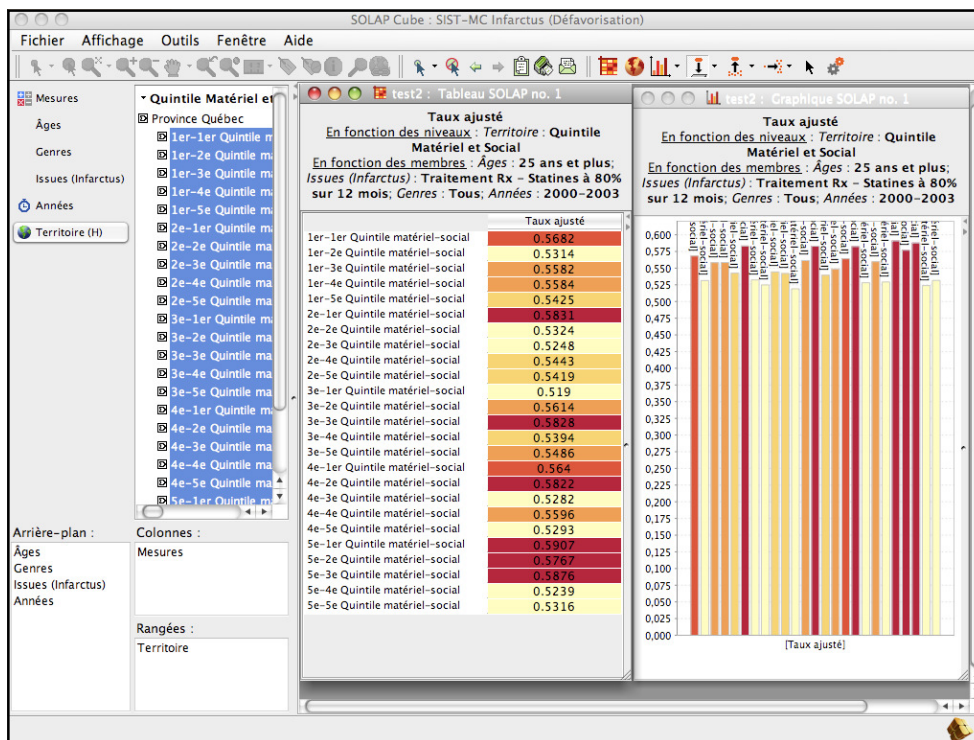 SOLAP Cube : SIST-MC Infarctus (Défavorisation)
Fichier Affichage Outils Fenêtre Aide
Mesures
Âges
Genres
Issues (Infarctus)
Années
Territoire (H)
Quintile Matériel et
Province Québec
1er-1er Quintile m
1er-2e Quintile ma
1er-3e Quintile ma
1er-4e Quintile ma
1er-5e Quintile ma
2e-1er Quintile ma
2e-2e Quintile ma
2e-3e Quintile ma
2e-4e Quintile ma
2e-5e Quintile ma
3e-1er Quintile ma
3e-2e Quintile ma
3e-3e Quintile ma
3e-4e Quintile ma
3e-5e Quintile ma
4e-1er Quintile ma
4e-2e Quintile ma
4e-3e Quintile ma
4e-4e Quintile ma
4e-5e Quintile ma
5e-1er Quintile ma
Arrière-plan :
Âges
Genres
Issues (Infarctus)
Années
Colonnes :
Mesures
Rangées :
Territoire
test2 : Tableau SOLAP no. 1
Taux ajusté
En fonction des niveaux : Territoire : Quintile
Matériel et Social
En fonction des membres : Âges : 25 ans et plus;
Issues (Infarctus) : Traitement Rx - Statines à 80%
sur 12 mois; Genres : Tous; Années : 2000-2003
Taux ajusté
1er-1er Quintile matériel-social 0.5682
1er-2e Quintile matériel-social 0.5314
1er-3e Quintile matériel-social 0.5582
1er-4e Quintile matériel-social 0.5584
1er-5e Quintile matériel-social 0.5425
2e-1er Quintile matériel-social 0.5831
2e-2e Quintile matériel-social 0.5324
2e-3e Quintile matériel-social 0.5248
2e-4e Quintile matériel-social 0.5443
2e-5e Quintile matériel-social 0.5419
3e-1er Quintile matériel-social 0.519
3e-2e Quintile matériel-social 0.5614
3e-3e Quintile matériel-social 0.5828
3e-4e Quintile matériel-social 0.5394
3e-5e Quintile matériel-social 0.5486
4e-1er Quintile matériel-social 0.564
4e-2e Quintile matériel-social 0.5822
4e-3e Quintile matériel-social 0.5282
4e-4e Quintile matériel-social 0.5596
4e-5e Quintile matériel-social 0.5293
5e-1er Quintile matériel-social 0.5907
5e-2e Quintile matériel-social 0.5767
5e-3e Quintile matériel-social 0.5876
5e-4e Quintile matériel-social 0.5239
5e-5e Quintile matériel-social 0.5316
test2 : Graphique SOLAP no. 1
Taux ajusté
En fonction des niveaux : Territoire : Quintile
Matériel et Social
En fonction des membres : Âges : 25 ans et plus;
Issues (Infarctus) : Traitement Rx - Statines à 80%
sur 12 mois; Genres : Tous; Années : 2000-2003
0,600
0,575
0,550
0,525
0,500
0,475
0,450
0,425
0,400
0,375
0,350
0,325
0,300
0,275
0,250
0,225
0,200
0,175
0,150
0,125
0,100
0,075
0,050
0,025
0,000
[Taux ajusté]